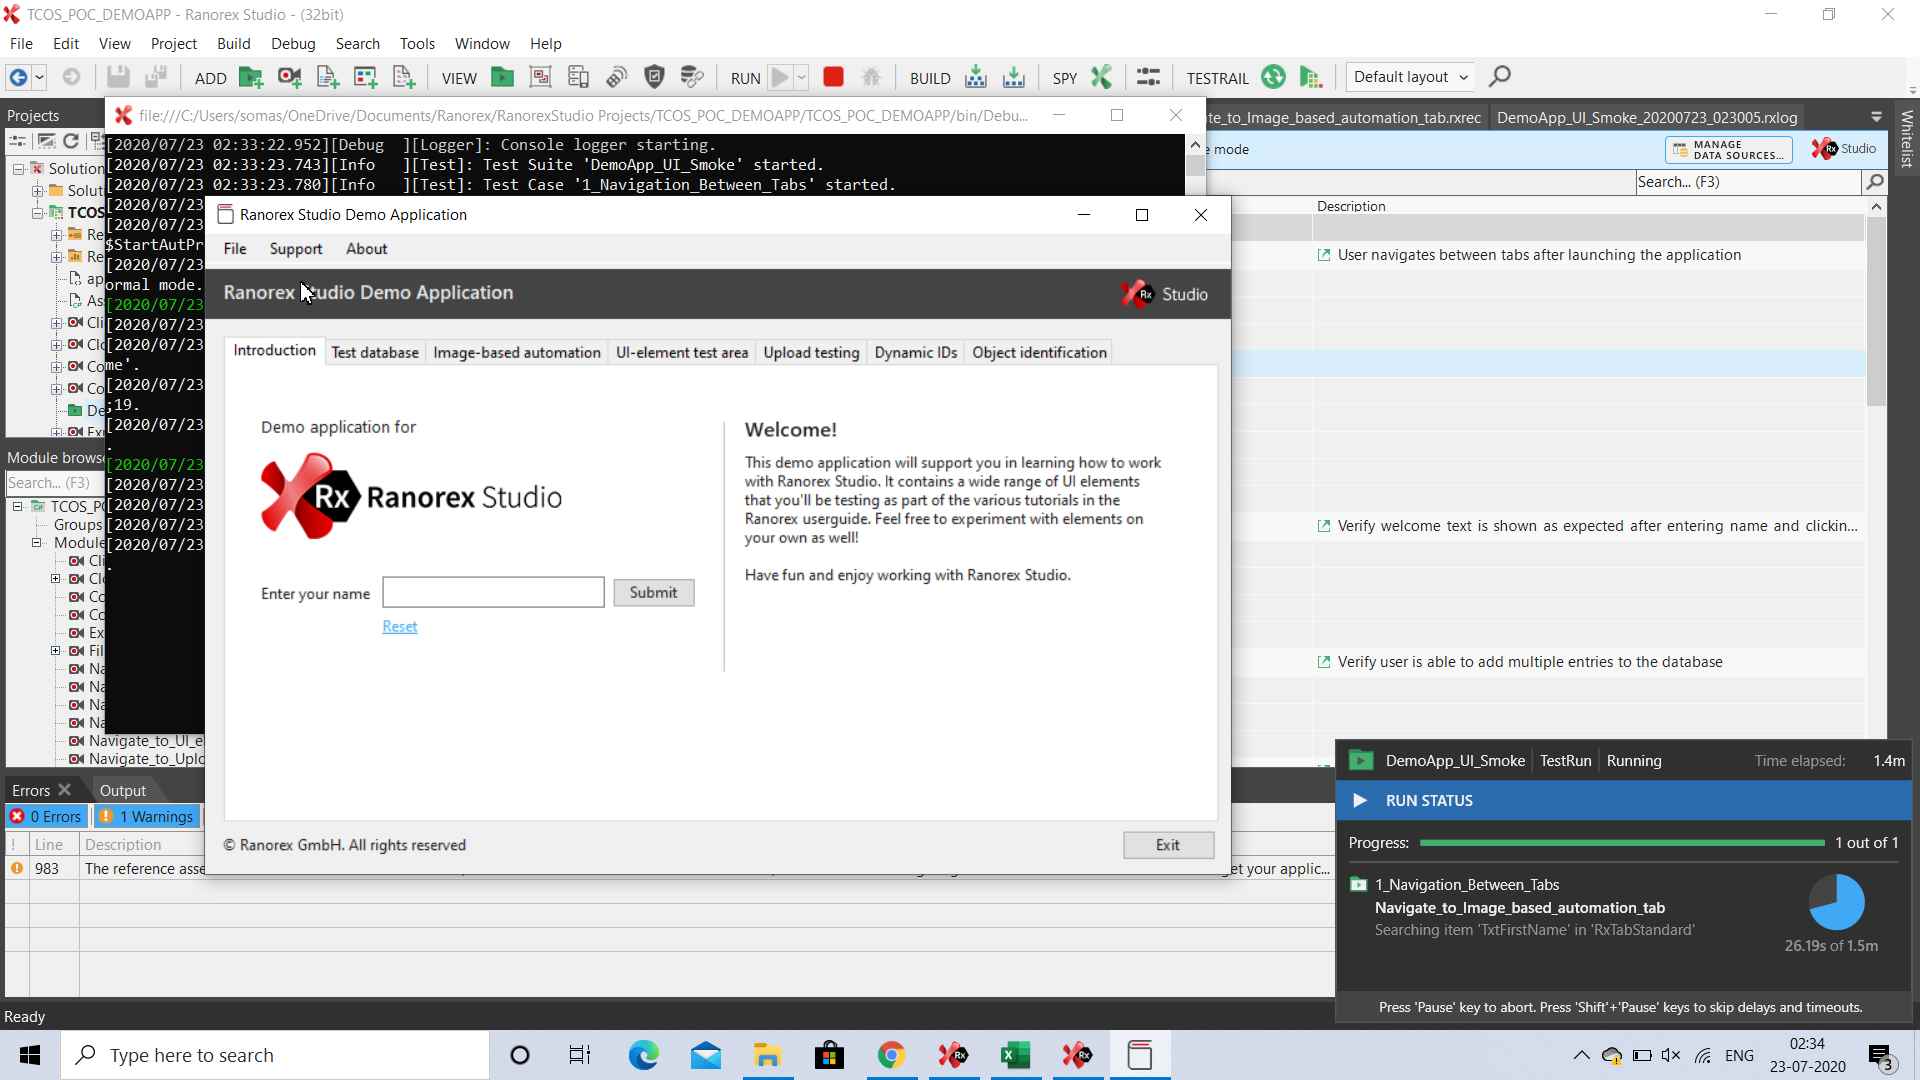 TCOS_POC_DEMOAPP - Ranorex Studio - (32bit)
File Edit View Project Build Debug Search Tools Window Help
ADD VIEW RUN BUILD SPY TESTRAIL Default layout
Projects
file:///C:/Users/somas/OneDrive/Documents/Ranorex/RanorexStudio Projects/TCOS_POC_DEMOAPP/TCOS_POC_DEMOAPP/bin/Debu...
te_to_Image_based_automation_tab.rxrec DemoApp_UI_Smoke_20200723_023005.rxlog
Whitelist
[2020/07/23 02:33:22.952][Debug ][Logger]: Console logger starting.
[2020/07/23 02:33:23.743][Info ][Test]: Test Suite 'DemoApp_UI_Smoke' started.
[2020/07/23 02:33:23.780][Info ][Test]: Test Case '1_Navigation_Between_Tabs' started.
e mode
MANAGE
DATA SOURCES...
Studio
Search... (F3)
Description
Solution
Solut
TCOS
Re
Re
ap
As
Cli
Clo
Co
Co
De
[2020/07/23
[2020/07/23
$StartAutPr
[2020/07/23
ormal mode.
[2020/07/23
[2020/07/23
[2020/07/23
me'.
[2020/07/23
;19.
[2020/07/23
.
[2020/07/23
[2020/07/23
[2020/07/23
[2020/07/23
[2020/07/23
.
Ranorex Studio Demo Application
File Support About
Ranorex Studio Demo Application
Rx Studio
Introduction Test database Image-based automation UI-element test area Upload testing Dynamic IDs Object identification
Demo application for
Rx Ranorex Studio
Enter your name Submit
Reset
Welcome!
This demo application will support you in learning how to work
with Ranorex Studio. It contains a wide range of UI elements
that you'll be testing as part of the various tutorials in the
Ranorex userguide. Feel free to experiment with elements on
your own as well!
Have fun and enjoy working with Ranorex Studio.
© Ranorex GmbH. All rights reserved
Exit
User navigates between tabs after launching the application
Verify welcome text is shown as expected after entering name and clickin...
Verify user is able to add multiple entries to the database
Module brows
Search... (F3)
TCOS_PO
Groups
Module
Cli
Clo
Co
Co
Ex
Fil
Na
Na
Na
Na
Navigate_to_UI_e
Navigate_to_Uplo
Errors Output
0 Errors 1 Warnings
! Line Description
983 The reference asse
get your applic...
DemoApp_UI_Smoke TestRun Running Time elapsed: 1.4m
RUN STATUS
Progress: 1 out of 1
1_Navigation_Between_Tabs
Navigate_to_Image_based_automation_tab
Searching item 'TxtFirstName' in 'RxTabStandard'
26.19s of 1.5m
Press 'Pause' key to abort. Press 'Shift'+'Pause' keys to skip delays and timeouts.
Ready
Type here to search
ENG
02:34
23-07-2020
3